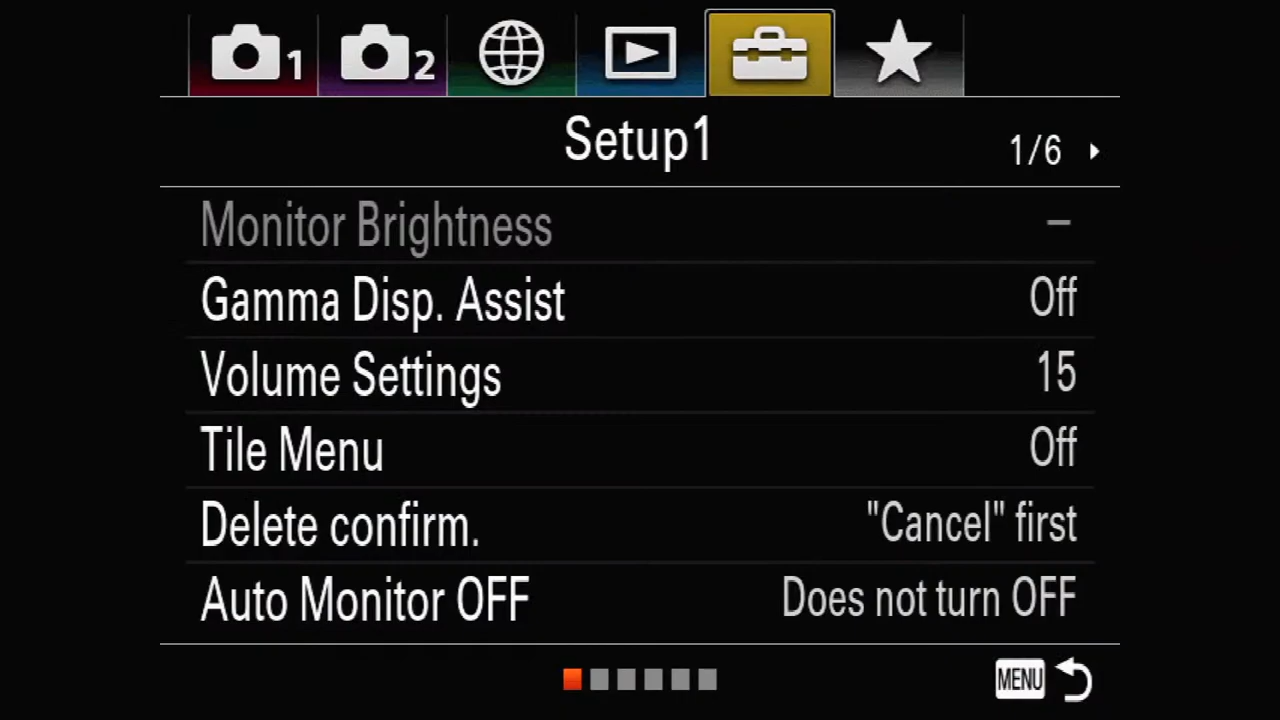 1 2
Setup1
1/6
Monitor Brightness –
Gamma Disp. Assist Off
Volume Settings 15
Tile Menu Off
Delete confirm. "Cancel" first
Auto Monitor OFF Does not turn OFF
MENU